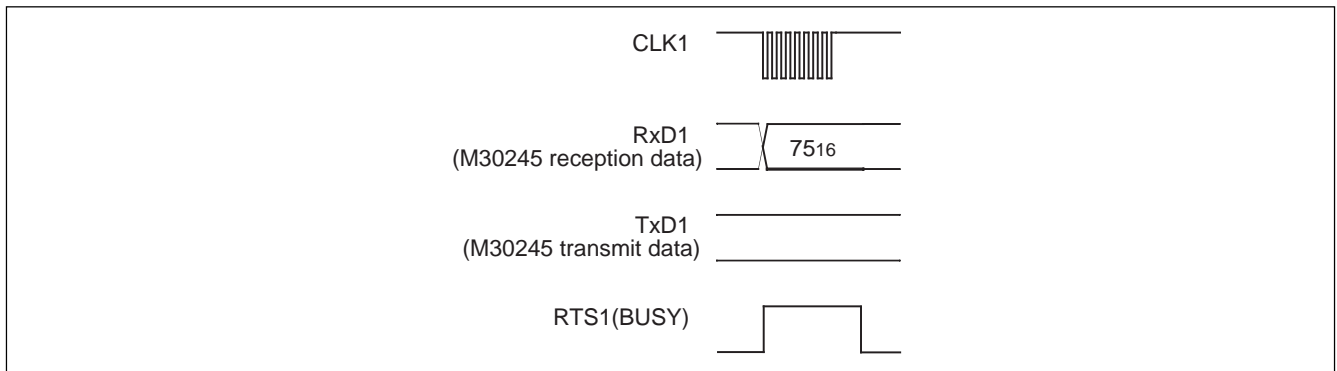 CLK1
RxD1
(M30245 reception data)
7516
TxD1
(M30245 transmit data)
RTS1(BUSY)